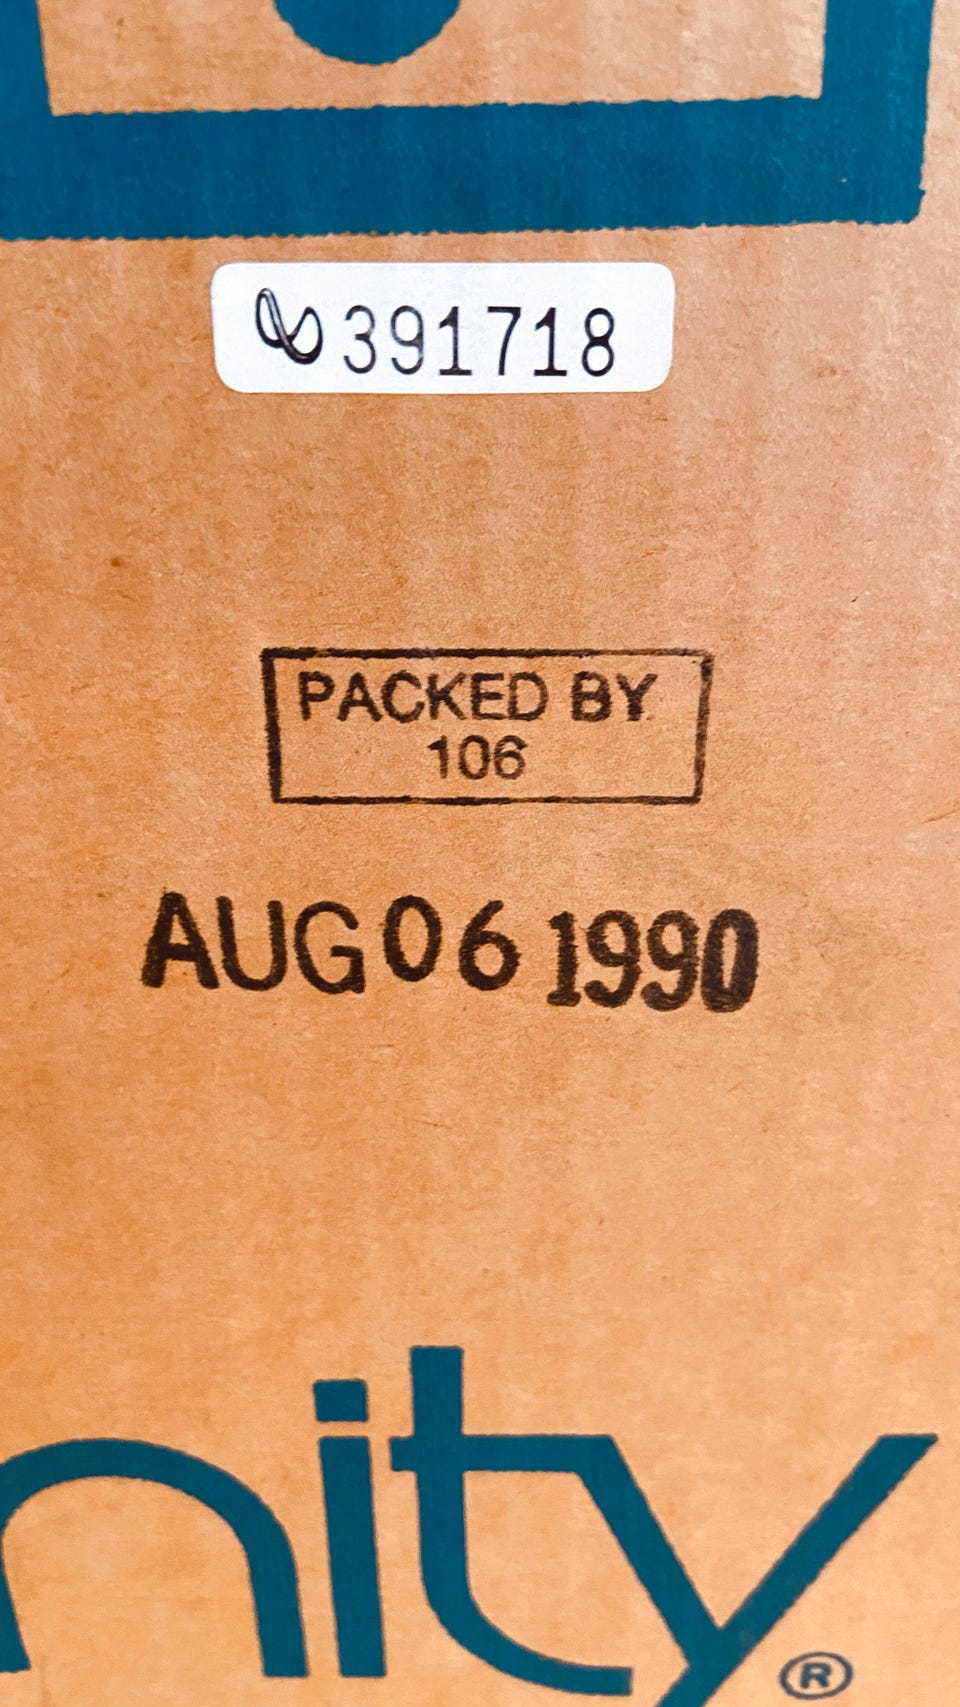 391718
PACKED BY
106
AUG 06 1990
nity®